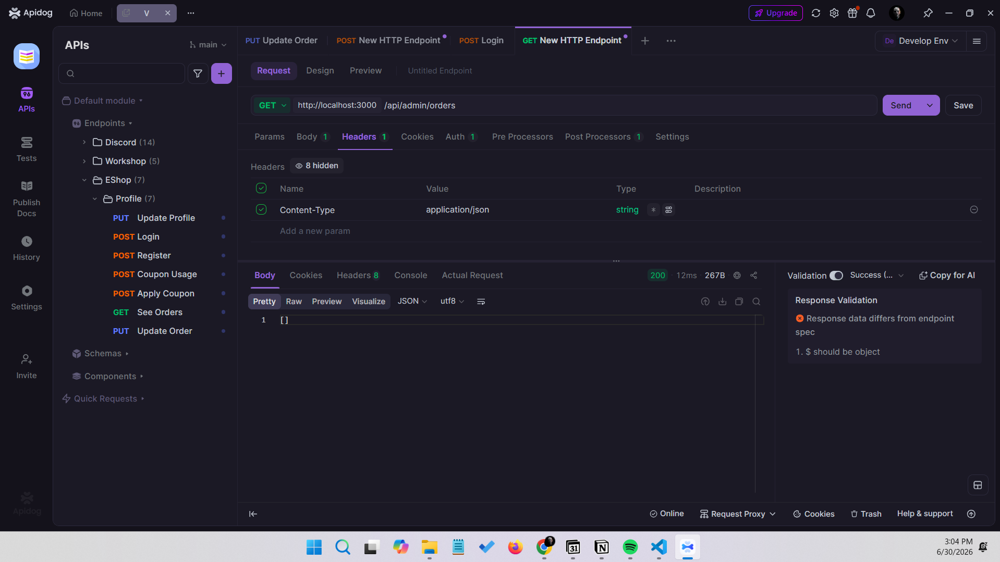 Apidog
Home
V
Upgrade
APIs
main
PUT Update Order
POST New HTTP Endpoint
POST Login
GET New HTTP Endpoint
De Develop Env
Request
Design
Preview
Untitled Endpoint
GET
http://localhost:3000
/api/admin/orders
Send
Save
Params
Body 1
Headers 1
Cookies
Auth 1
Pre Processors
Post Processors 1
Settings
Headers
8 hidden
Name
Value
Type
Description
Content-Type
application/json
string
*
Add a new param
APIs
Tests
Publish
Docs
History
Settings
Invite
Apidog
Default module
Endpoints
Discord (14)
Workshop (5)
EShop (7)
Profile (7)
PUT Update Profile
POST Login
POST Register
POST Coupon Usage
POST Apply Coupon
GET See Orders
PUT Update Order
Schemas
Components
Quick Requests
Body
Cookies
Headers 8
Console
Actual Request
200
12ms
267B
Pretty
Raw
Preview
Visualize
JSON
utf8
1
[]
Validation
Success (...
Copy for AI
Response Validation
Response data differs from endpoint
spec
1. $ should be object
Online
Request Proxy
Cookies
Trash
Help & support
31
N
3:04 PM
6/30/2026